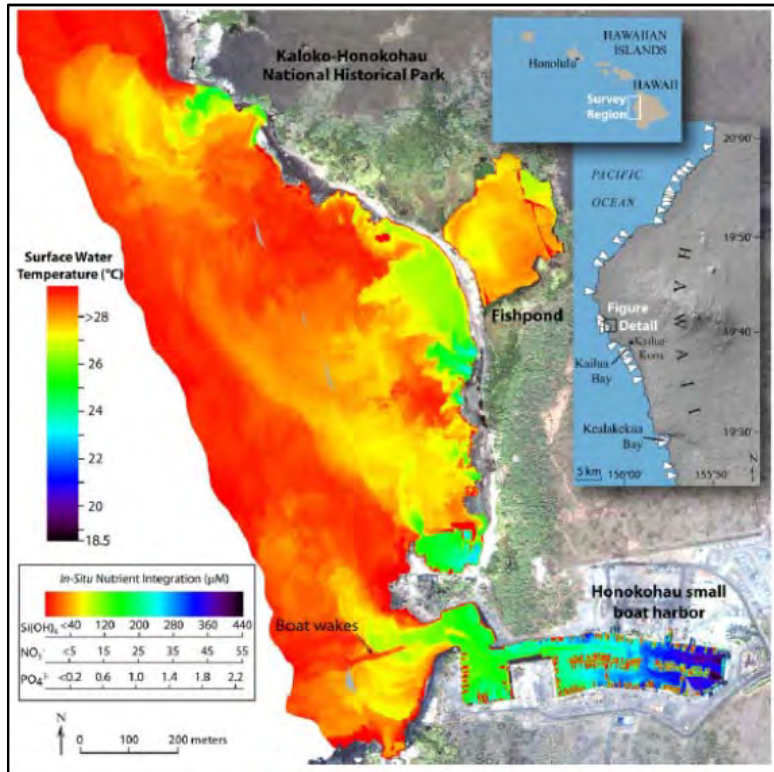 Kaloko-Honokohau
National Historical Park
HAWAIIAN
ISLANDS
Honolulu
HAWAII
Survey
Region
20°00'
PACIFIC
OCEAN
19°50'
HAWAII
Figure
Detail
19°40'
Kailua-
Kona
Kailua
Bay
Kealakekua
Bay
19°30'
5 km
156°00'
155°50'
N
Surface Water
Temperature (°C)
>28
26
24
22
20
18.5
Fishpond
In-Situ Nutrient Integration (μM)
Si(OH)₄ <40 120 200 280 360 440
NO₃⁻ <5 15 25 35 45 55
PO₄³⁻ <0.2 0.6 1.0 1.4 1.8 2.2
Boat wakes
Honokohau small
boat harbor
N
0 100 200 meters